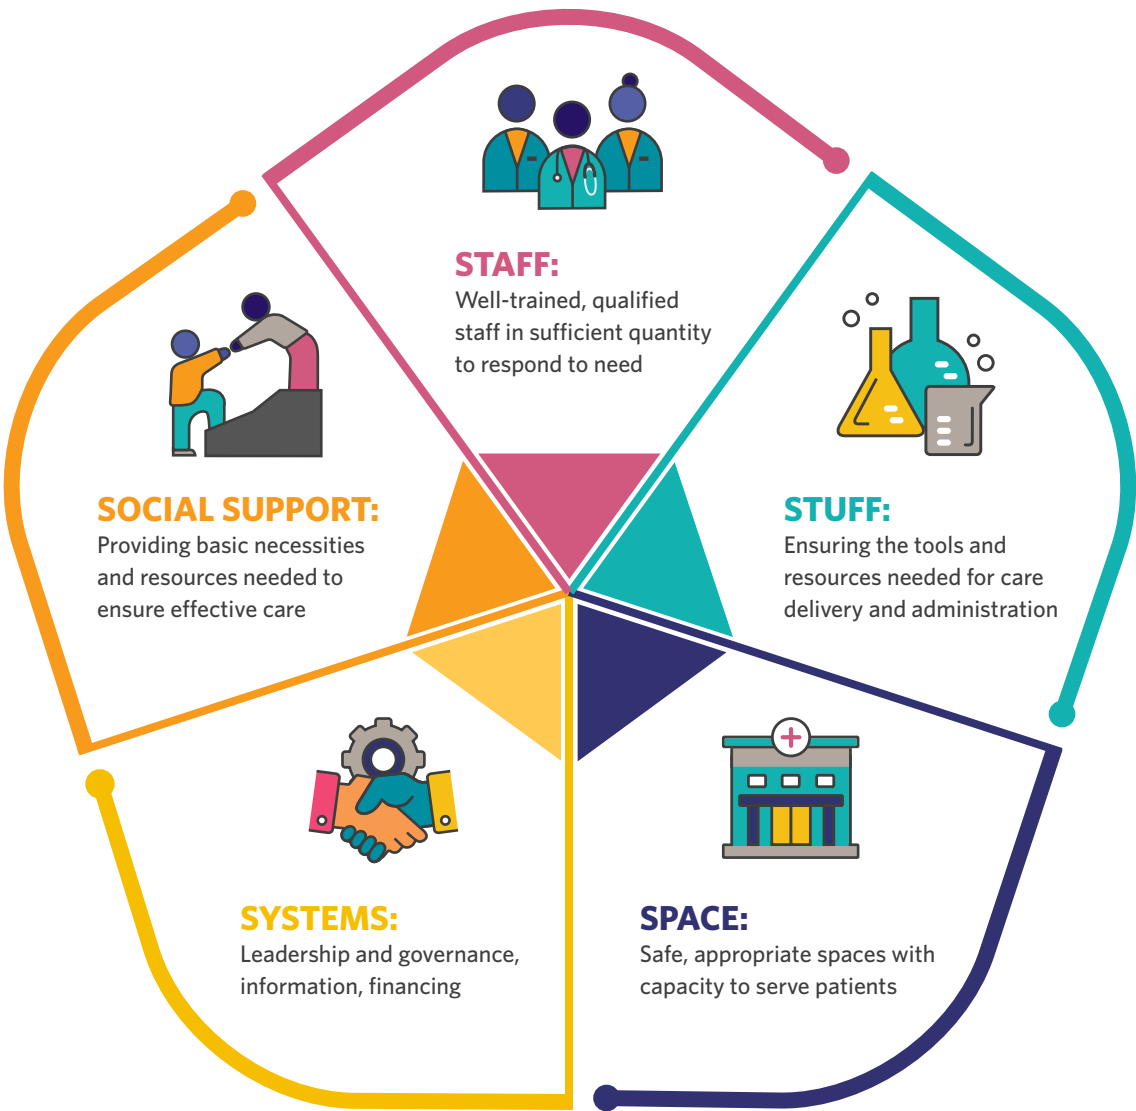 STAFF:
Well-trained, qualified
staff in sufficient quantity
to respond to need
STUFF:
Ensuring the tools and
resources needed for care
delivery and administration
SPACE:
Safe, appropriate spaces with
capacity to serve patients
SYSTEMS:
Leadership and governance,
information, financing
SOCIAL SUPPORT:
Providing basic necessities
and resources needed to
ensure effective care